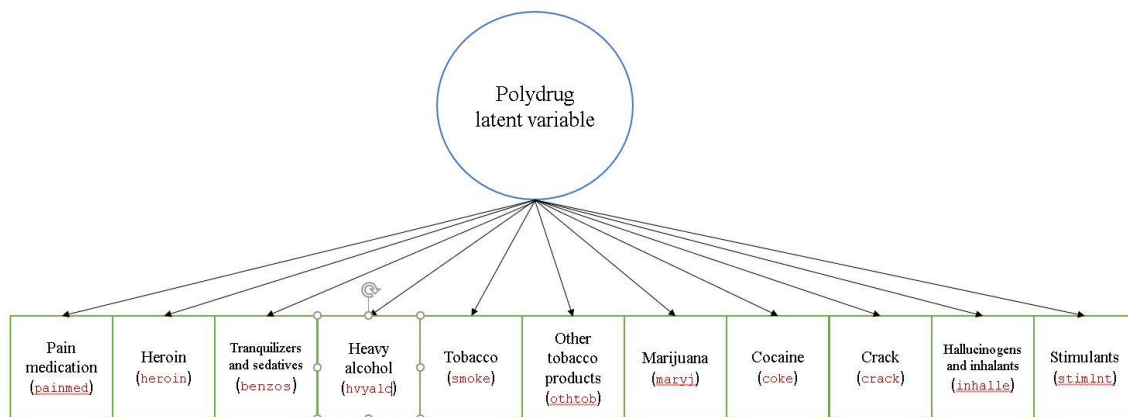 Polydrug
latent variable
Pain
medication
(painmed)
Heroin
(heroin)
Tranquilizers
and sedatives
(benzos)
Heavy
alcohol
(hvyalc)
Tobacco
(smoke)
Other
tobacco
products
(othtob)
Marijuana
(maryj)
Cocaine
(coke)
Crack
(crack)
Hallucinogens
and inhalants
(inhalle)
Stimulants
(stimlnt)